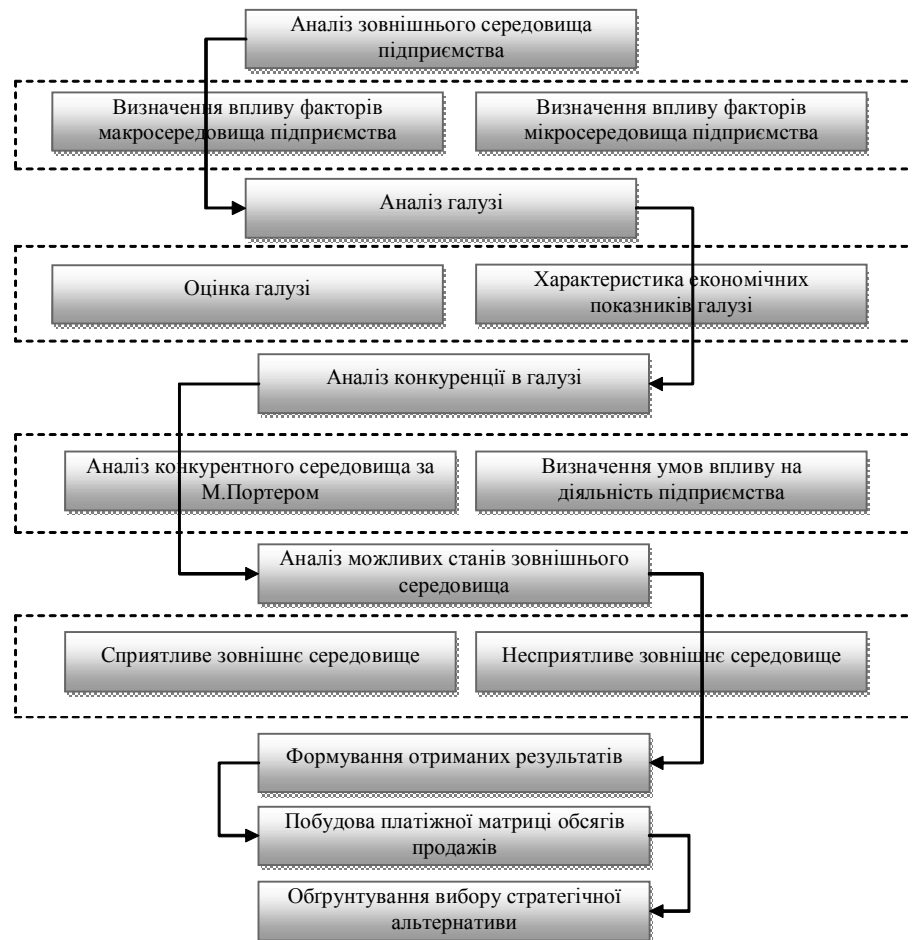 Аналіз зовнішнього середовища
підприємства
Визначення впливу факторів
макросередовища підприємства
Визначення впливу факторів
мікросередовища підприємства
Аналіз галузі
Оцінка галузі
Характеристика економічних
показників галузі
Аналіз конкуренції в галузі
Аналіз конкурентного середовища за
М.Портером
Визначення умов впливу на
діяльність підприємства
Аналіз можливих станів зовнішнього
середовища
Сприятливе зовнішнє середовище
Несприятливе зовнішнє середовище
Формування отриманих результатів
Побудова платіжної матриці обсягів
продажів
Обґрунтування вибору стратегічної
альтернативи